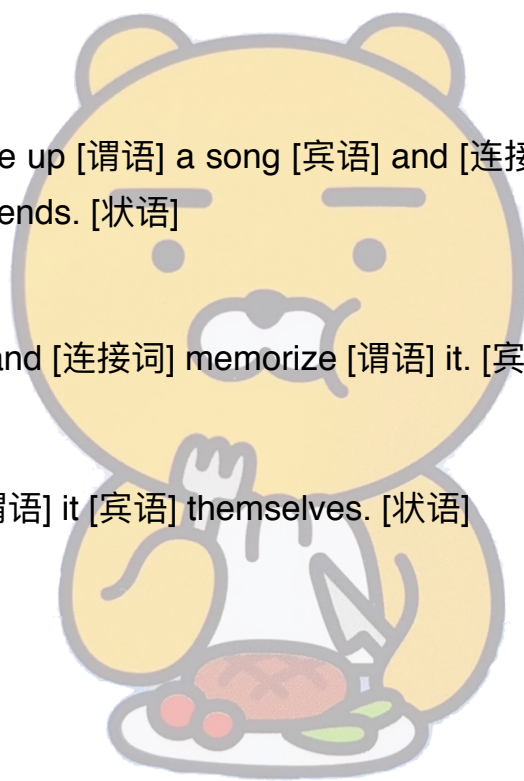 e up [谓语] a song [宾语] and [连接
ends. [状语]
and [连接词] memorize [谓语] it. [宾
语] it [宾语] themselves. [状语]